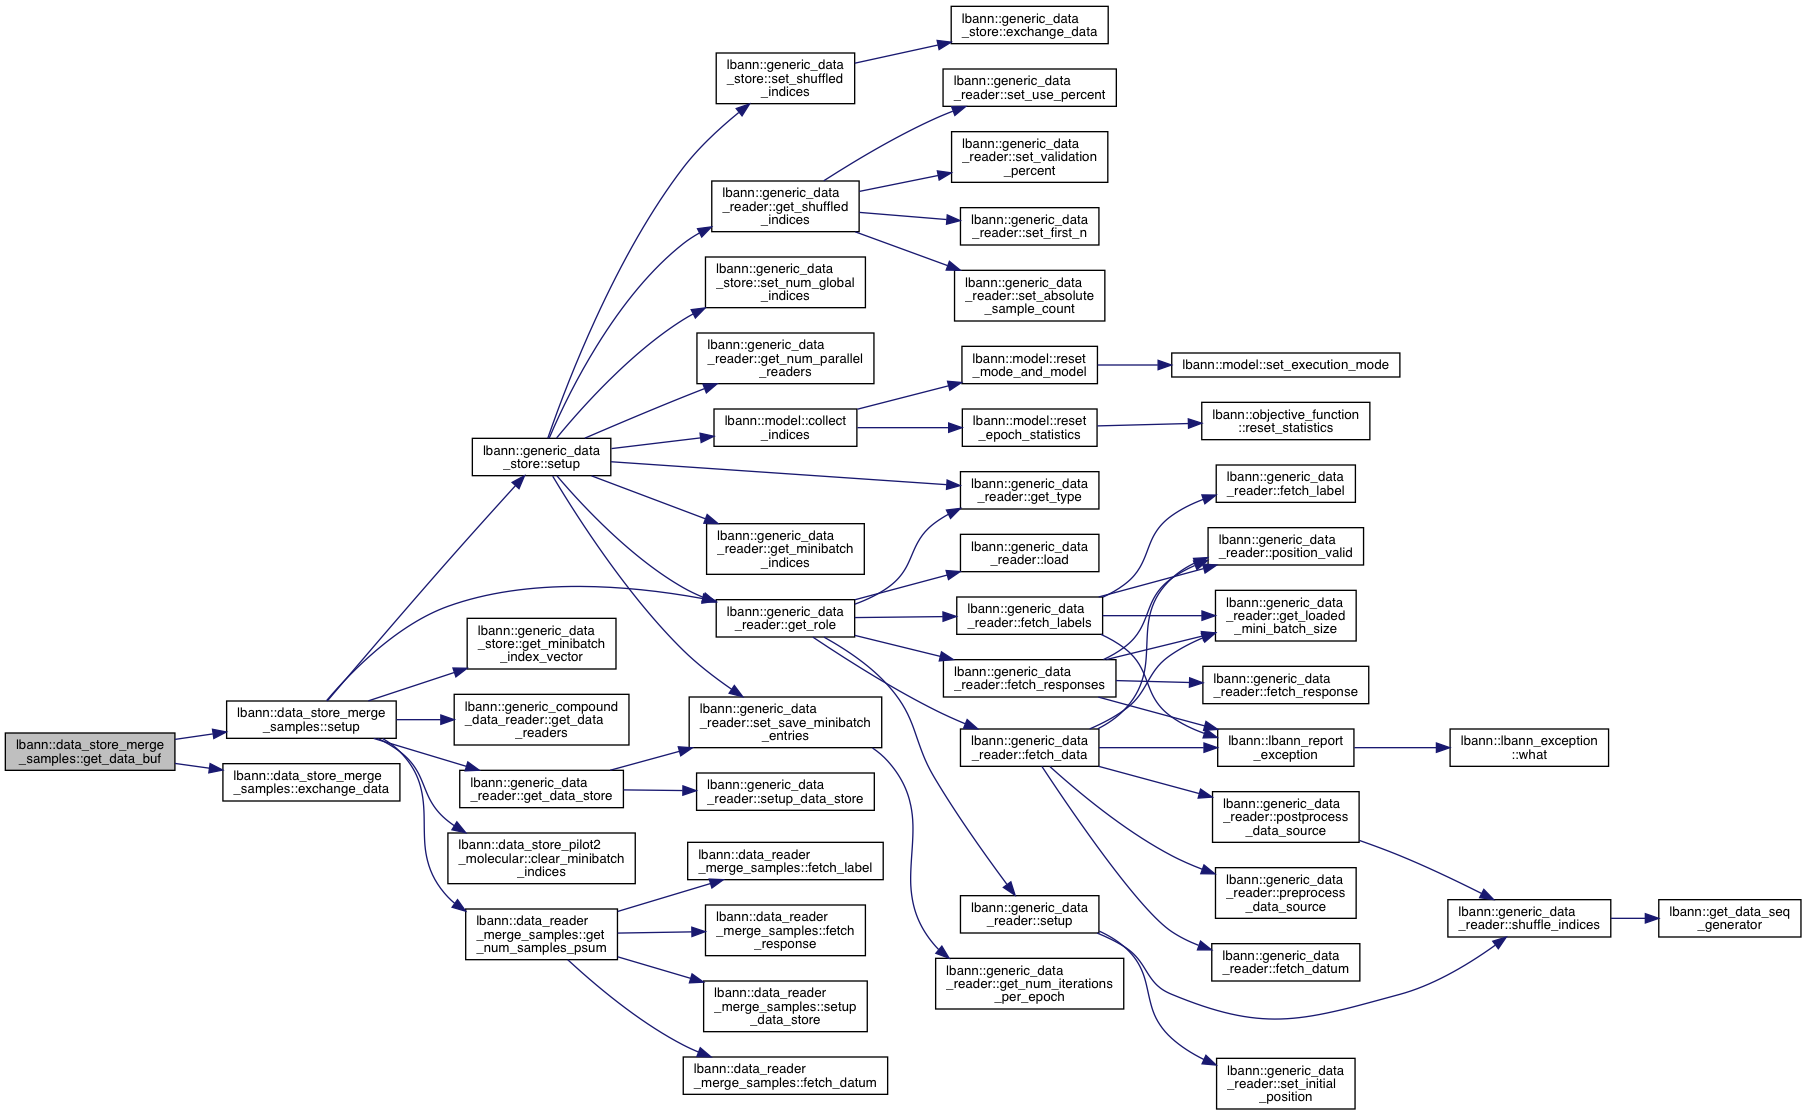 lbann::data_store_merge
_samples::get_data_buf
lbann::data_store_merge
_samples::setup
lbann::data_store_merge
_samples::exchange_data
lbann::generic_data
_store::setup
lbann::generic_data
_store::get_minibatch
_index_vector
lbann::generic_compound
_data_reader::get_data
_readers
lbann::generic_data
_reader::get_data_store
lbann::data_store_pilot2
_molecular::clear_minibatch
_indices
lbann::data_reader
_merge_samples::get
_num_samples_psum
lbann::generic_data
_store::set_shuffled
_indices
lbann::generic_data
_reader::get_shuffled
_indices
lbann::generic_data
_store::set_num_global
_indices
lbann::generic_data
_reader::get_num_parallel
_readers
lbann::model::collect
_indices
lbann::generic_data
_reader::get_minibatch
_indices
lbann::generic_data
_reader::get_role
lbann::generic_data
_reader::set_save_minibatch
_entries
lbann::generic_data
_reader::setup_data_store
lbann::data_reader
_merge_samples::fetch_label
lbann::data_reader
_merge_samples::fetch
_response
lbann::data_reader
_merge_samples::setup
_data_store
lbann::data_reader
_merge_samples::fetch_datum
lbann::generic_data
_store::exchange_data
lbann::generic_data
_reader::set_use_percent
lbann::generic_data
_reader::set_validation
_percent
lbann::generic_data
_reader::set_first_n
lbann::generic_data
_reader::set_absolute
_sample_count
lbann::model::reset
_mode_and_model
lbann::model::reset
_epoch_statistics
lbann::generic_data
_reader::get_type
lbann::generic_data
_reader::load
lbann::generic_data
_reader::fetch_labels
lbann::generic_data
_reader::fetch_responses
lbann::generic_data
_reader::fetch_data
lbann::generic_data
_reader::setup
lbann::generic_data
_reader::get_num_iterations
_per_epoch
lbann::model::set_execution_mode
lbann::objective_function
::reset_statistics
lbann::generic_data
_reader::fetch_label
lbann::generic_data
_reader::position_valid
lbann::generic_data
_reader::get_loaded
_mini_batch_size
lbann::generic_data
_reader::fetch_response
lbann::lbann_report
_exception
lbann::generic_data
_reader::postprocess
_data_source
lbann::generic_data
_reader::preprocess
_data_source
lbann::generic_data
_reader::fetch_datum
lbann::generic_data
_reader::set_initial
_position
lbann::lbann_exception
::what
lbann::generic_data
_reader::shuffle_indices
lbann::get_data_seq
_generator